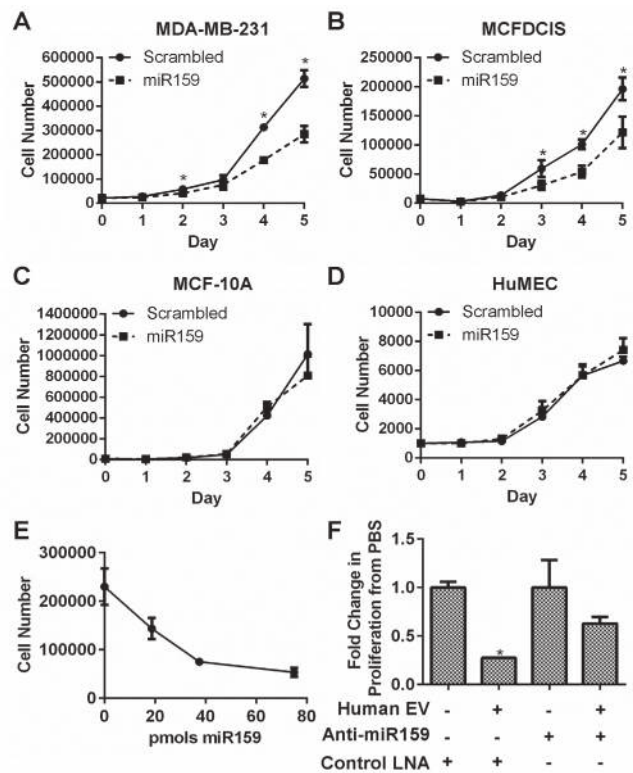 A
MDA-MB-231
Scrambled
miR159
Cell Number
600000
500000
400000
300000
200000
100000
0
* * *
0 1 2 3 4 5
Day
B
MCFDCIS
Scrambled
miR159
Cell Number
200000
150000
100000
50000
0
* * *
0 1 2 3 4 5
Day
C
MCF-10A
Scrambled
miR159
Cell Number
1400000
1200000
1000000
800000
600000
400000
200000
0
0 1 2 3 4 5
Day
D
HuMEC
Scrambled
miR159
Cell Number
10000
8000
6000
4000
2000
0
0 1 2 3 4 5
Day
E
Cell Number
300000
200000
100000
0
0 20 40 60 80
pmols miR159
F
Fold Change in
Proliferation from PBS
1.5
1.0
0.5
0.0
*
Human EV - + - +
Anti-miR159 - - + +
Control LNA + + - -